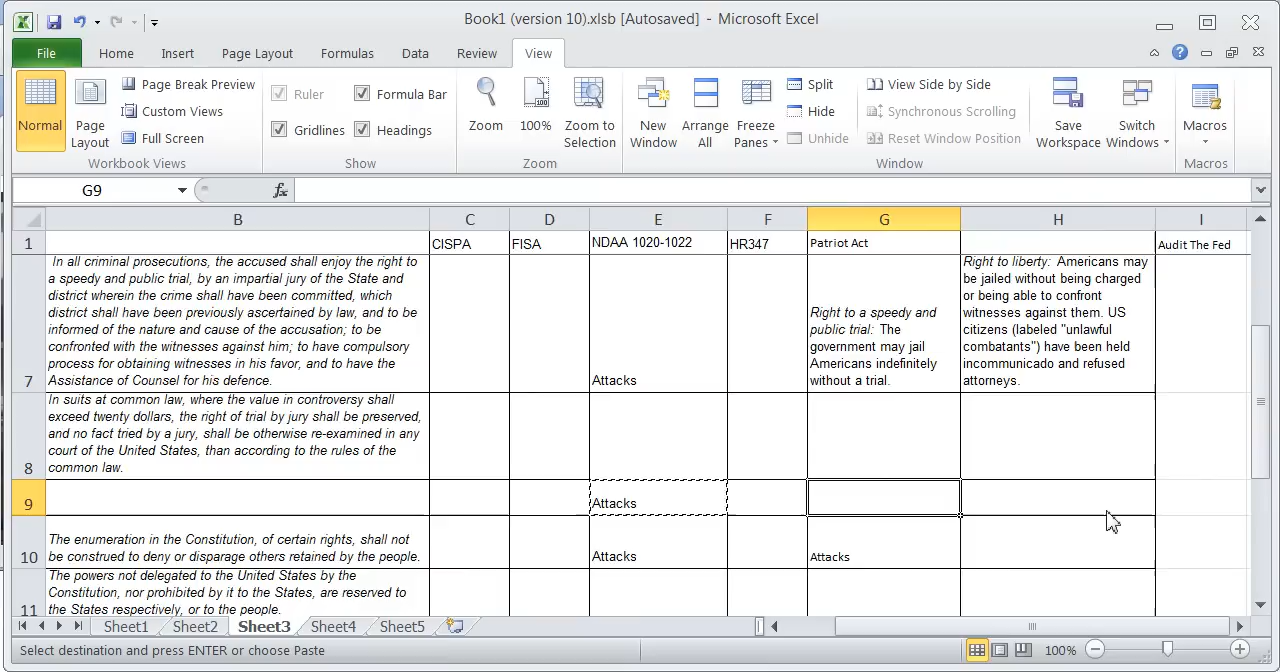 Book1 (version 10).xlsb [Autosaved] - Microsoft Excel
File Home Insert Page Layout Formulas Data Review View
Normal
Page Layout
Page Break Preview
Custom Views
Full Screen
Workbook Views
Ruler
Formula Bar
Gridlines
Headings
Show
Zoom
100
100%
Zoom to Selection
Zoom
New Window
Arrange All
Freeze Panes
Split
Hide
Unhide
View Side by Side
Synchronous Scrolling
Reset Window Position
Window
Save Workspace
Switch Windows
Macros
Macros
G9 fx
B C D E F G H I
1 CISPA FISA NDAA 1020-1022 HR347 Patriot Act Audit The Fed
In all criminal prosecutions, the accused shall enjoy the right to
a speedy and public trial, by an impartial jury of the State and
district wherein the crime shall have been committed, which
district shall have been previously ascertained by law, and to be
informed of the nature and cause of the accusation; to be
confronted with the witnesses against him; to have compulsory
process for obtaining witnesses in his favor, and to have the
Assistance of Counsel for his defence.
7
Attacks
Right to a speedy and
public trial: The
government may jail
Americans indefinitely
without a trial.
Right to liberty: Americans may
be jailed without being charged
or being able to confront
witnesses against them. US
citizens (labeled "unlawful
combatants") have been held
incommunicado and refused
attorneys.
In suits at common law, where the value in controversy shall
exceed twenty dollars, the right of trial by jury shall be preserved,
and no fact tried by a jury, shall be otherwise re-examined in any
court of the United States, than according to the rules of the
common law.
8
9 Attacks
The enumeration in the Constitution, of certain rights, shall not
be construed to deny or disparage others retained by the people.
10 Attacks Attacks
The powers not delegated to the United States by the
Constitution, nor prohibited by it to the States, are reserved to
the States respectively, or to the people.
11
Sheet1 Sheet2 Sheet3 Sheet4 Sheet5
Select destination and press ENTER or choose Paste 100%